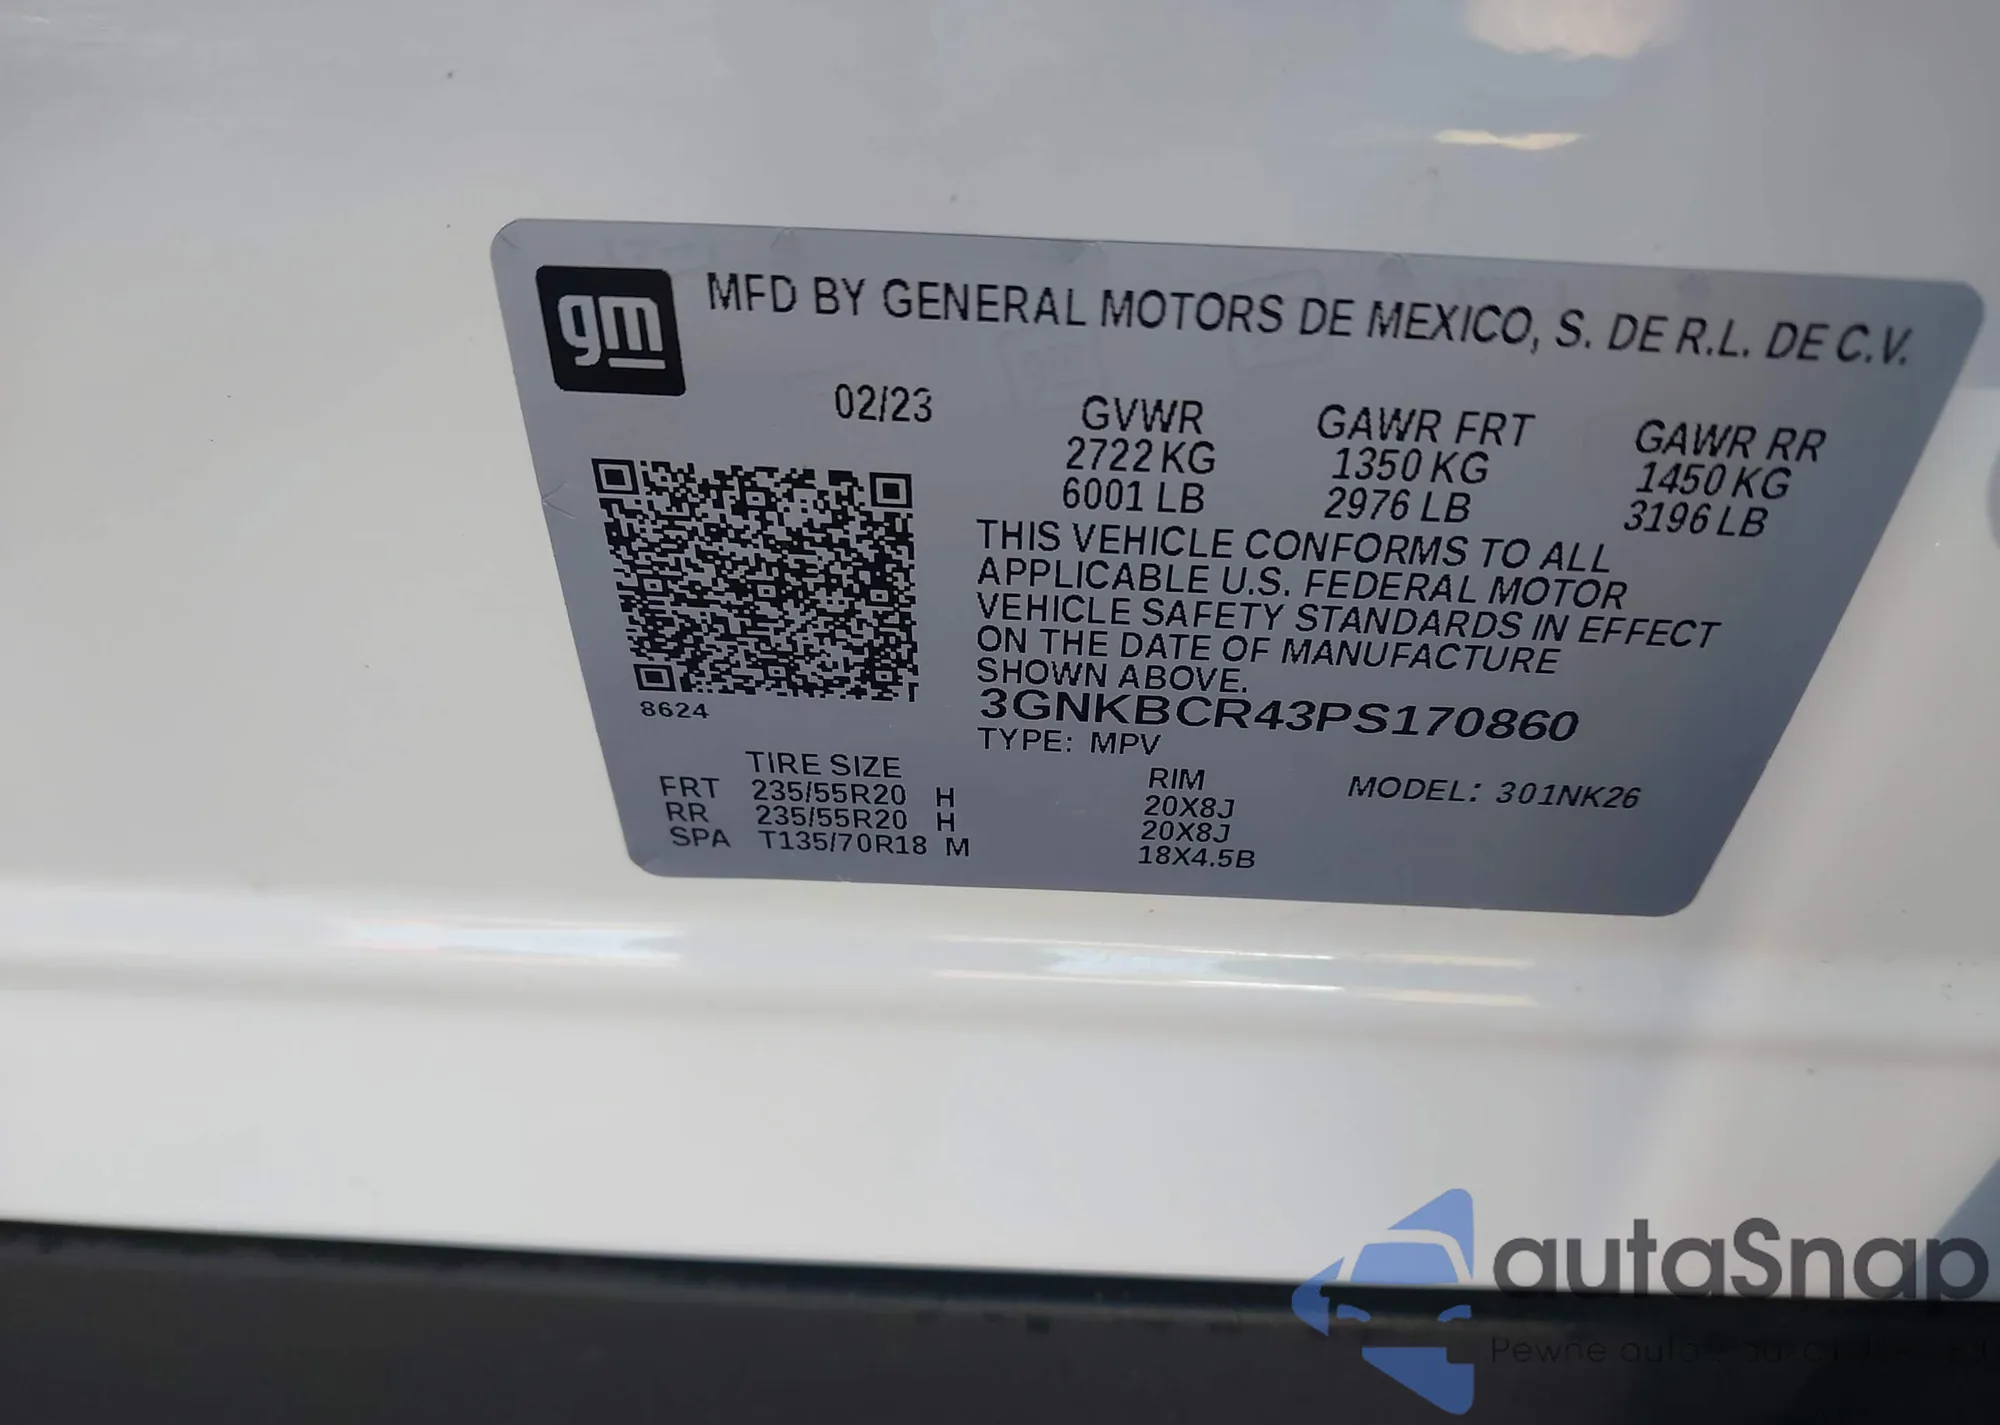 gm MFD BY GENERAL MOTORS DE MEXICO, S. DE R.L. DE C.V.
02/23 GVWR GAWR FRT GAWR RR
2722 KG 1350 KG 1450 KG
6001 LB 2976 LB 3196 LB
THIS VEHICLE CONFORMS TO ALL
APPLICABLE U.S. FEDERAL MOTOR
VEHICLE SAFETY STANDARDS IN EFFECT
ON THE DATE OF MANUFACTURE
SHOWN ABOVE.
3GNKBCR43PS170860
8624
TYPE: MPV
TIRE SIZE RIM MODEL: 301NK26
FRT 235/55R20 H 20X8J
RR 235/55R20 H 20X8J
SPA T135/70R18 M 18X4.5B
autaSnap
Pewne auta